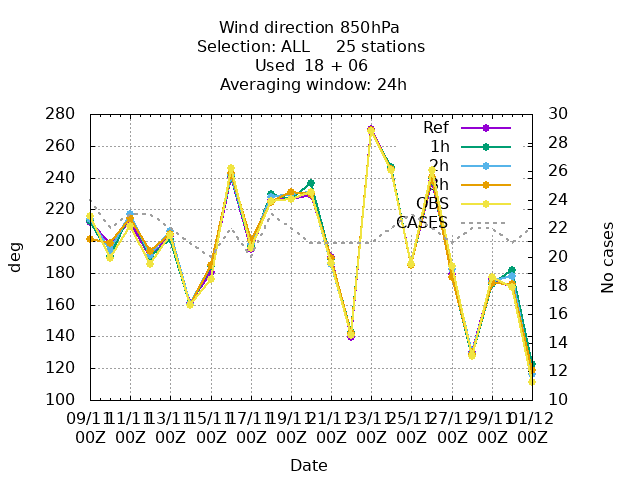 Wind direction 850hPa
Selection: ALL 25 stations
Used 18 + 06
Averaging window: 24h
280
260
240
220
200
180
160
140
120
100
30
28
26
24
22
20
18
16
14
12
10
deg
No cases
Ref
1h
2h
3h
OBS
CASES
09/11 11/11 13/11 15/11 17/11 19/11 21/11 23/11 25/11 27/11 29/11 01/12
00Z 00Z 00Z 00Z 00Z 00Z 00Z 00Z 00Z 00Z 00Z 00Z
Date